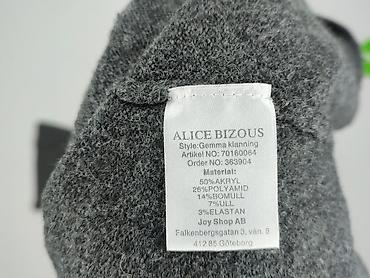 ALICE BIZOUS
Style:Gemma klanning
Artikel NO: 70160064
Order NO: 363904
Material:
50%AKRYL
26%POLYAMID
14%BOMULL
7%ULL
3%ELASTAN
Joy Shop AB
Falkenbergsgatan 3, vån. 5
412 85 Göteborg